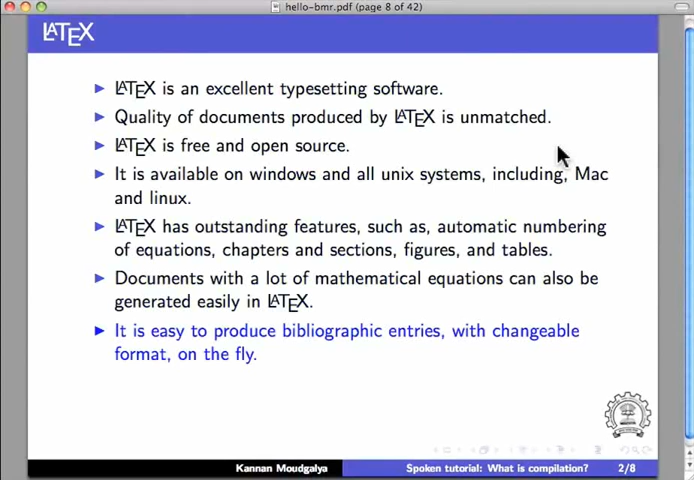 hello-bmr.pdf (page 8 of 42)
LATEX
LATEX is an excellent typesetting software.
Quality of documents produced by LATEX is unmatched.
LATEX is free and open source.
It is available on windows and all unix systems, including, Mac
and linux.
LATEX has outstanding features, such as, automatic numbering
of equations, chapters and sections, figures, and tables.
Documents with a lot of mathematical equations can also be
generated easily in LATEX.
It is easy to produce bibliographic entries, with changeable
format, on the fly.
Kannan Moudgalya Spoken tutorial: What is compilation? 2/8